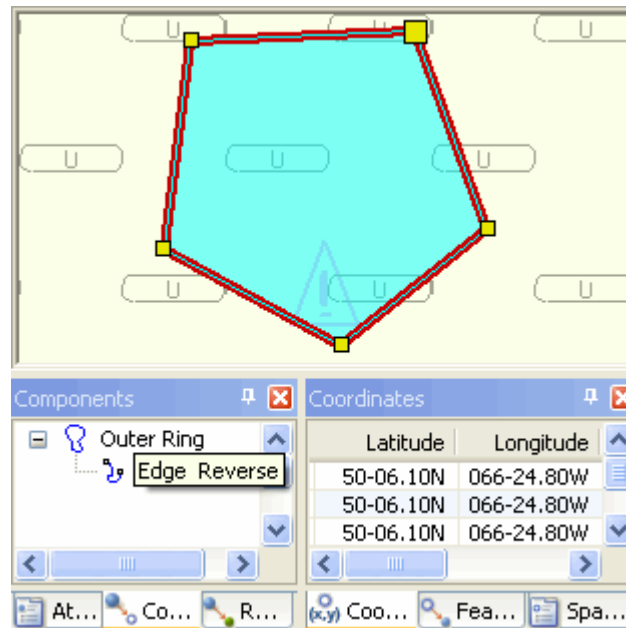 U U
U U U
U U U
Components
Coordinates
Outer Ring
Edge Reverse
Latitude Longitude
50-06.10N 066-24.80W
50-06.10N 066-24.80W
50-06.10N 066-24.80W
At... Co... R...
(x,y) Coo... Fea... Spa...